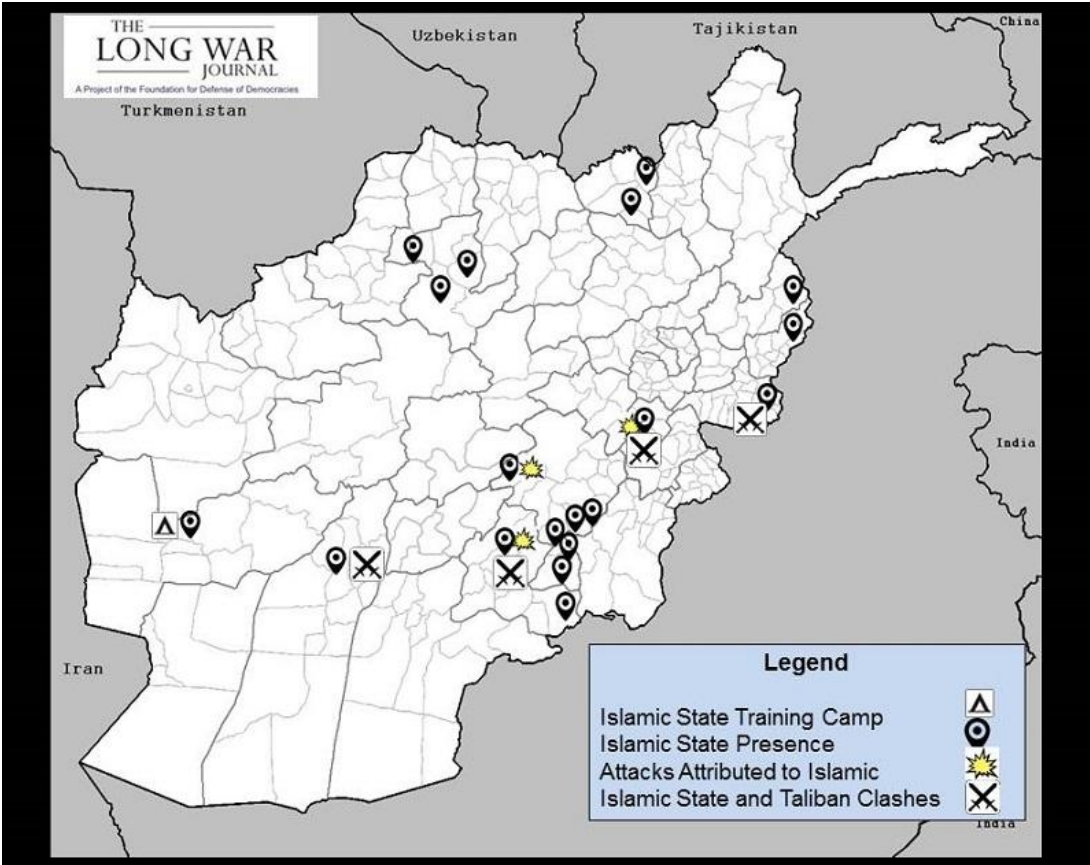 THE
LONG WAR
JOURNAL
A Project of the Foundation for Defense of Democracies
Uzbekistan
Tajikistan
China
Turkmenistan
India
Iran
Legend
Islamic State Training Camp
Islamic State Presence
Attacks Attributed to Islamic
Islamic State and Taliban Clashes
India